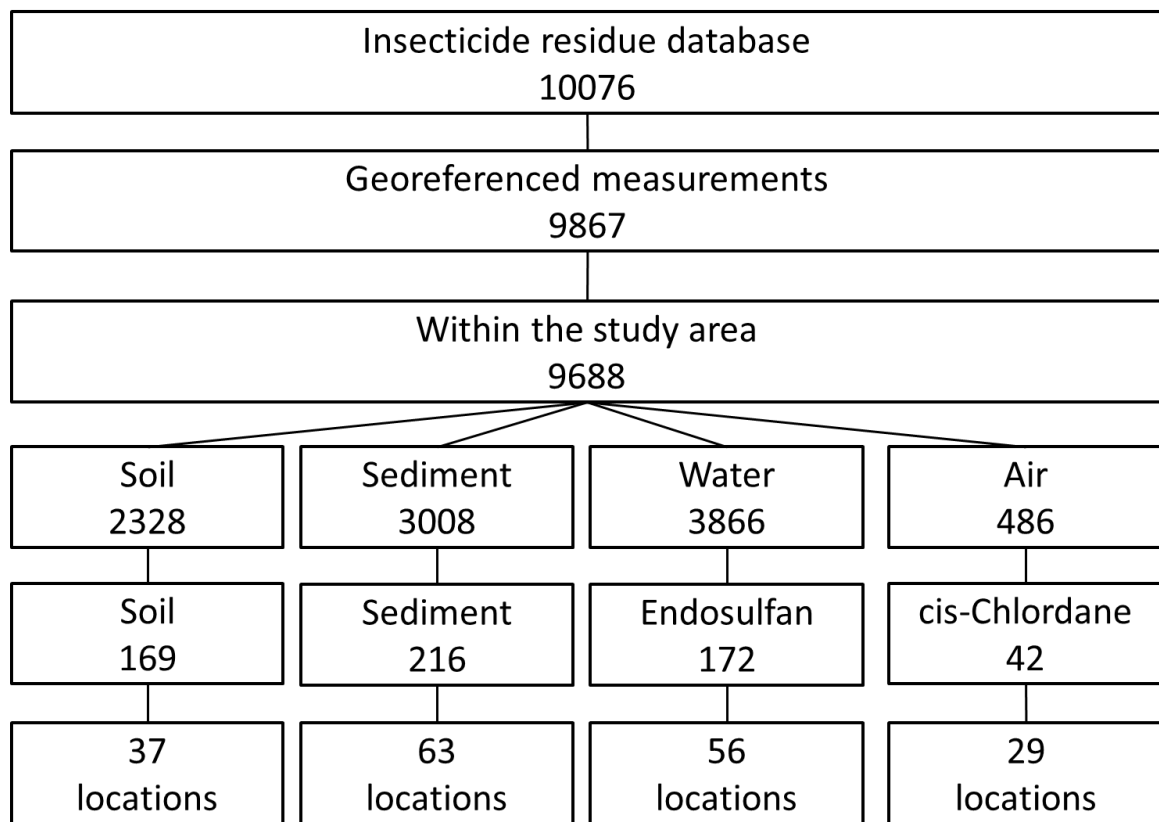 Insecticide residue database
10076
Georeferenced measurements
9867
Within the study area
9688
Soil
2328
Sediment
3008
Water
3866
Air
486
Soil
169
Sediment
216
Endosulfan
172
cis-Chlordane
42
37
locations
63
locations
56
locations
29
locations